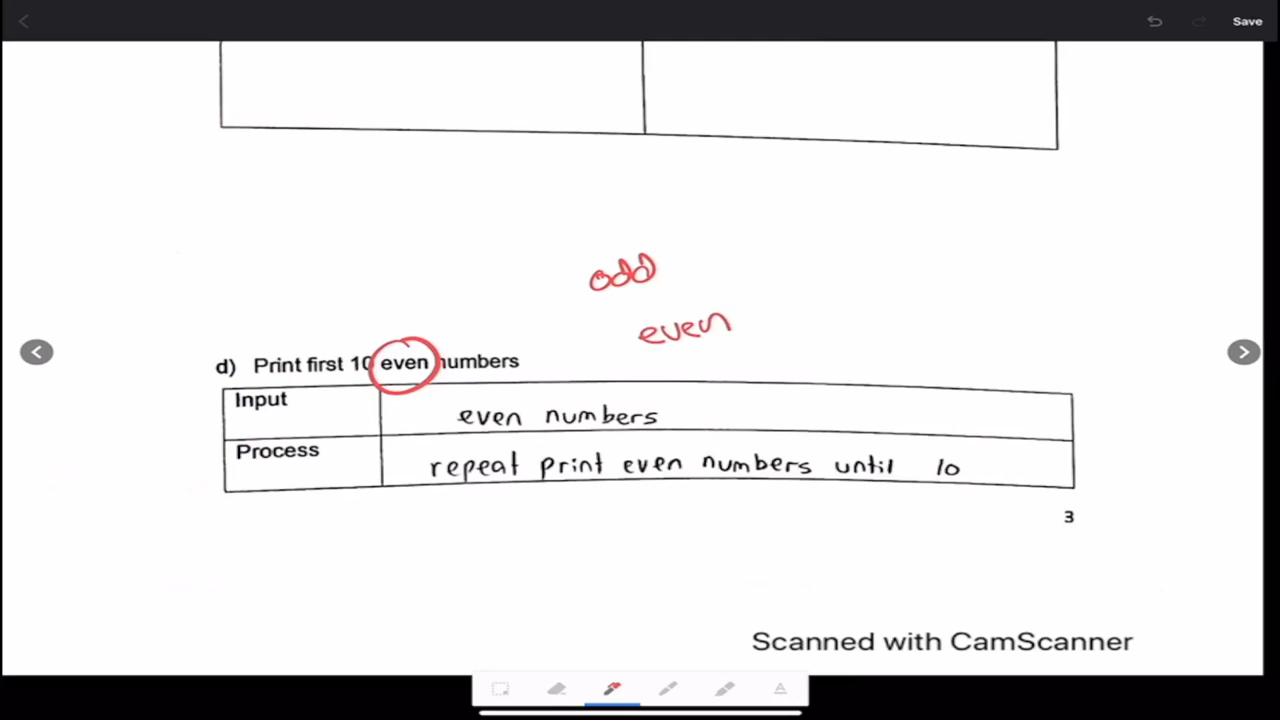 Save
odd
even
d) Print first 10 even numbers
Input
even numbers
Process
repeat print even numbers until 10
3
Scanned with CamScanner
A